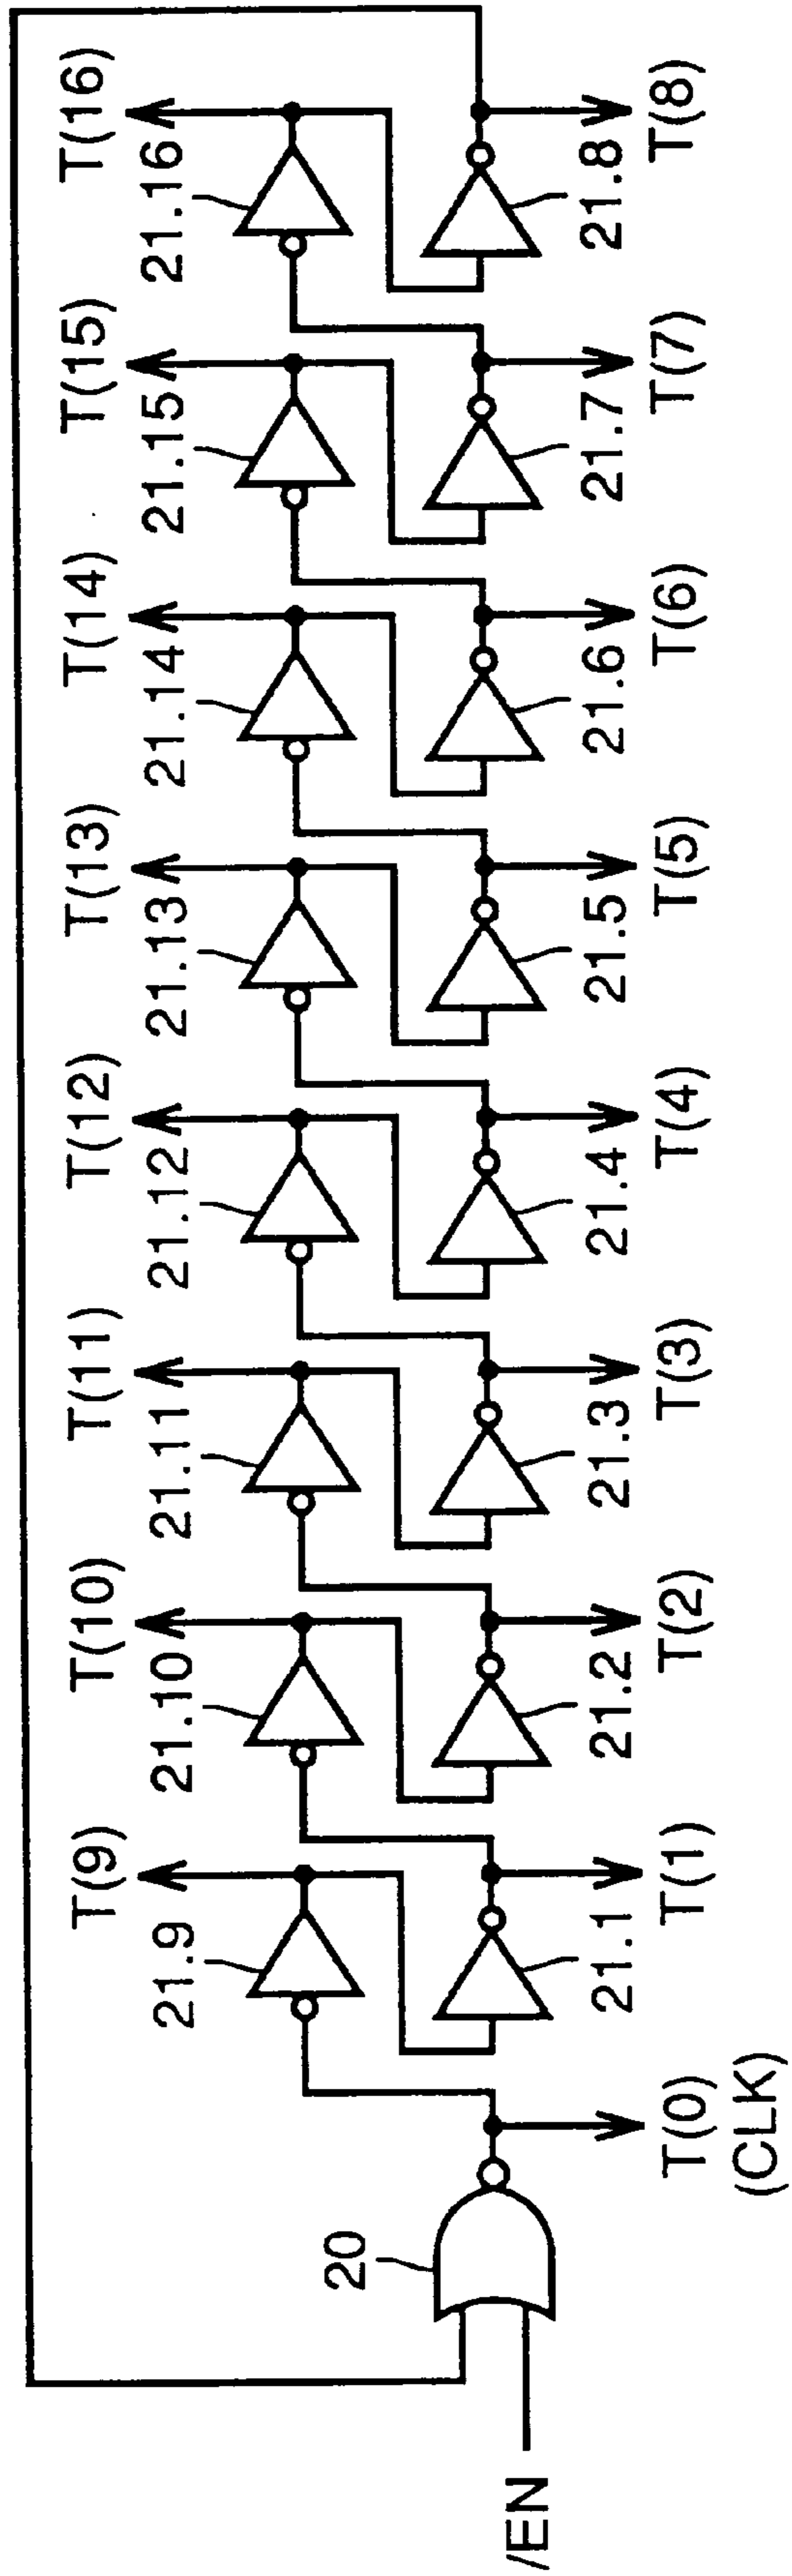 T(9) T(10) T(11) T(12) T(13) T(14) T(15) T(16)
21.9 21.10 21.11 21.12 21.13 21.14 21.15 21.16
20
/EN
21.1 21.2 21.3 21.4 21.5 21.6 21.7 21.8
T(0) T(1) T(2) T(3) T(4) T(5) T(6) T(7) T(8)
(CLK)